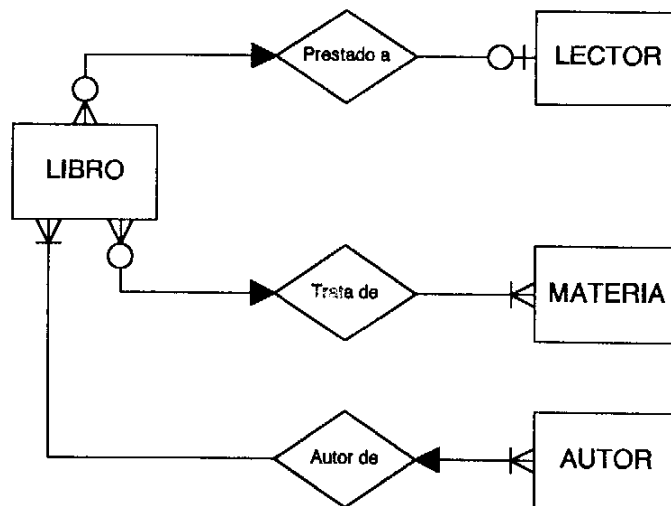 Prestado a
LECTOR
LIBRO
Trata de
MATERIA
Autor de
AUTOR